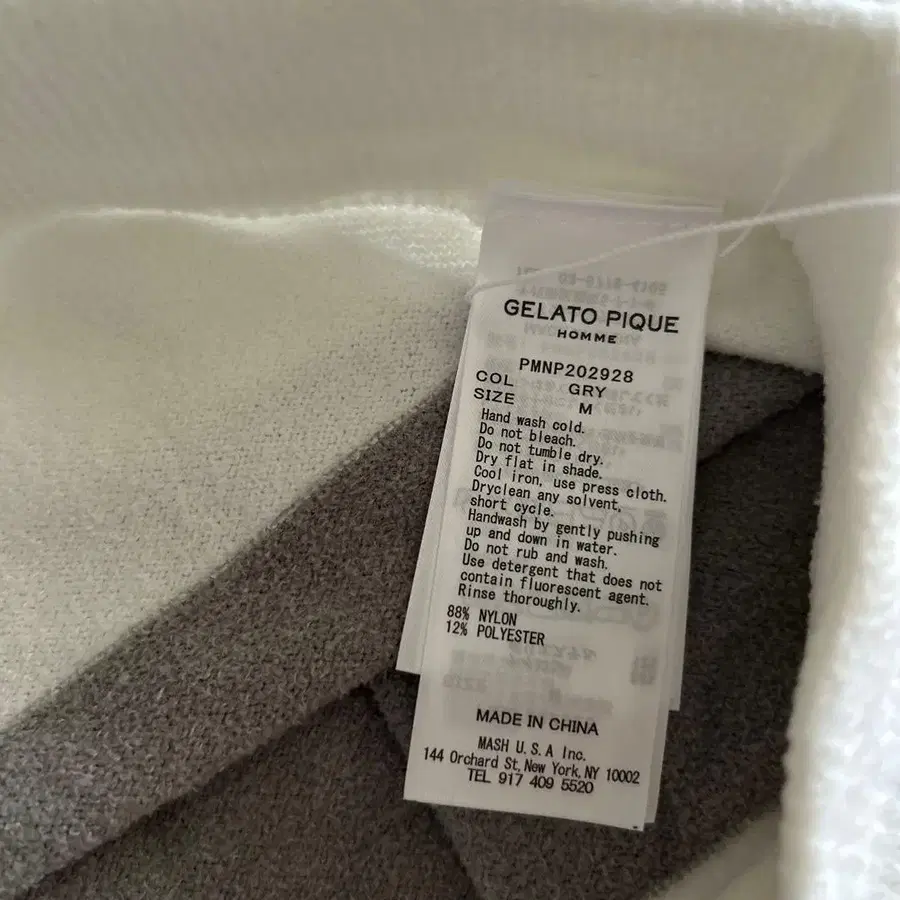 GELATO PIQUE
HOMME
PMNP202928
COL GRY
SIZE M
Hand wash cold.
Do not bleach.
Do not tumble dry.
Dry flat in shade.
Cool iron, use press cloth.
Dryclean any solvent,
short cycle.
Handwash by gently pushing
up and down in water.
Do not rub and wash.
Use detergent that does not
contain fluorescent agent.
Rinse thoroughly.
88% NYLON
12% POLYESTER
MADE IN CHINA
MASH U.S.A Inc.
144 Orchard St, New York, NY 10002
TEL 917 409 5520